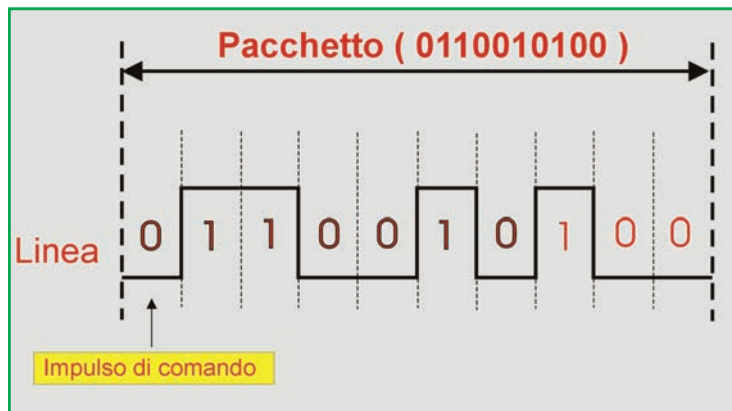 Pacchetto ( 0110010100 )
Linea 0 1 1 0 0 1 0 1 0 0
Impulso di comando